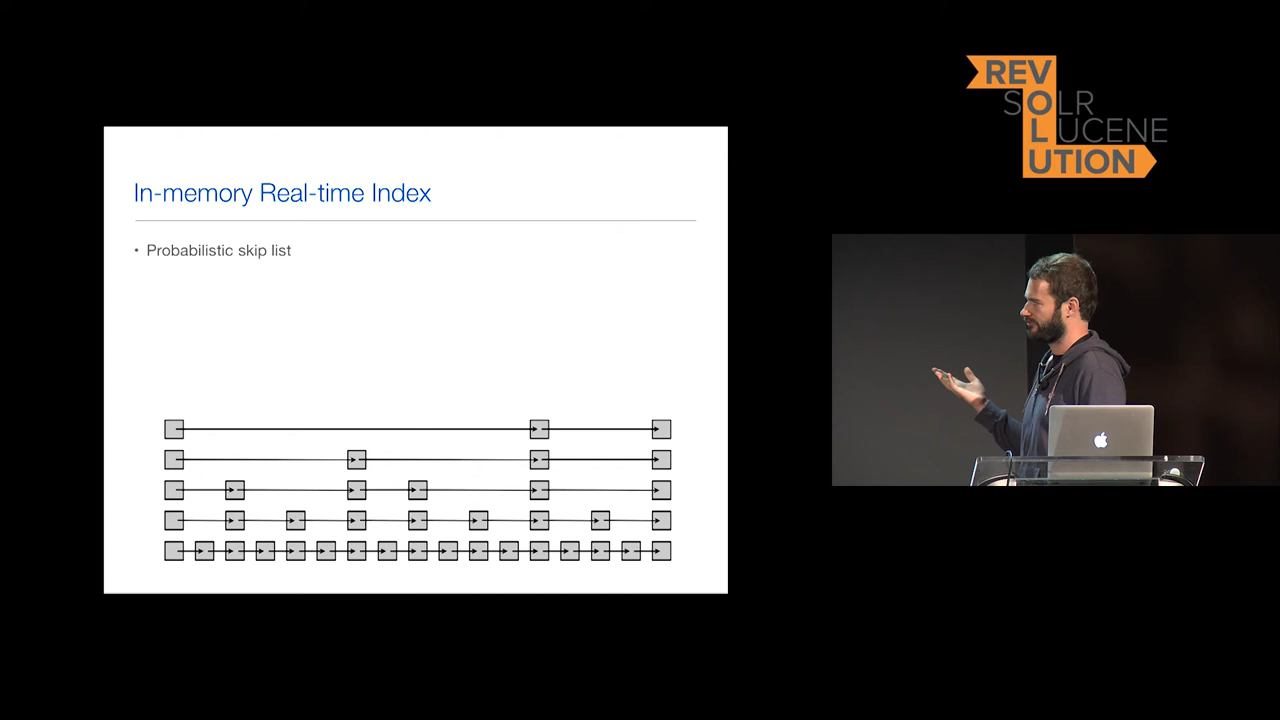 In-memory Real-time Index
• Probabilistic skip list
REV
SOLR
LUCENE
UTION